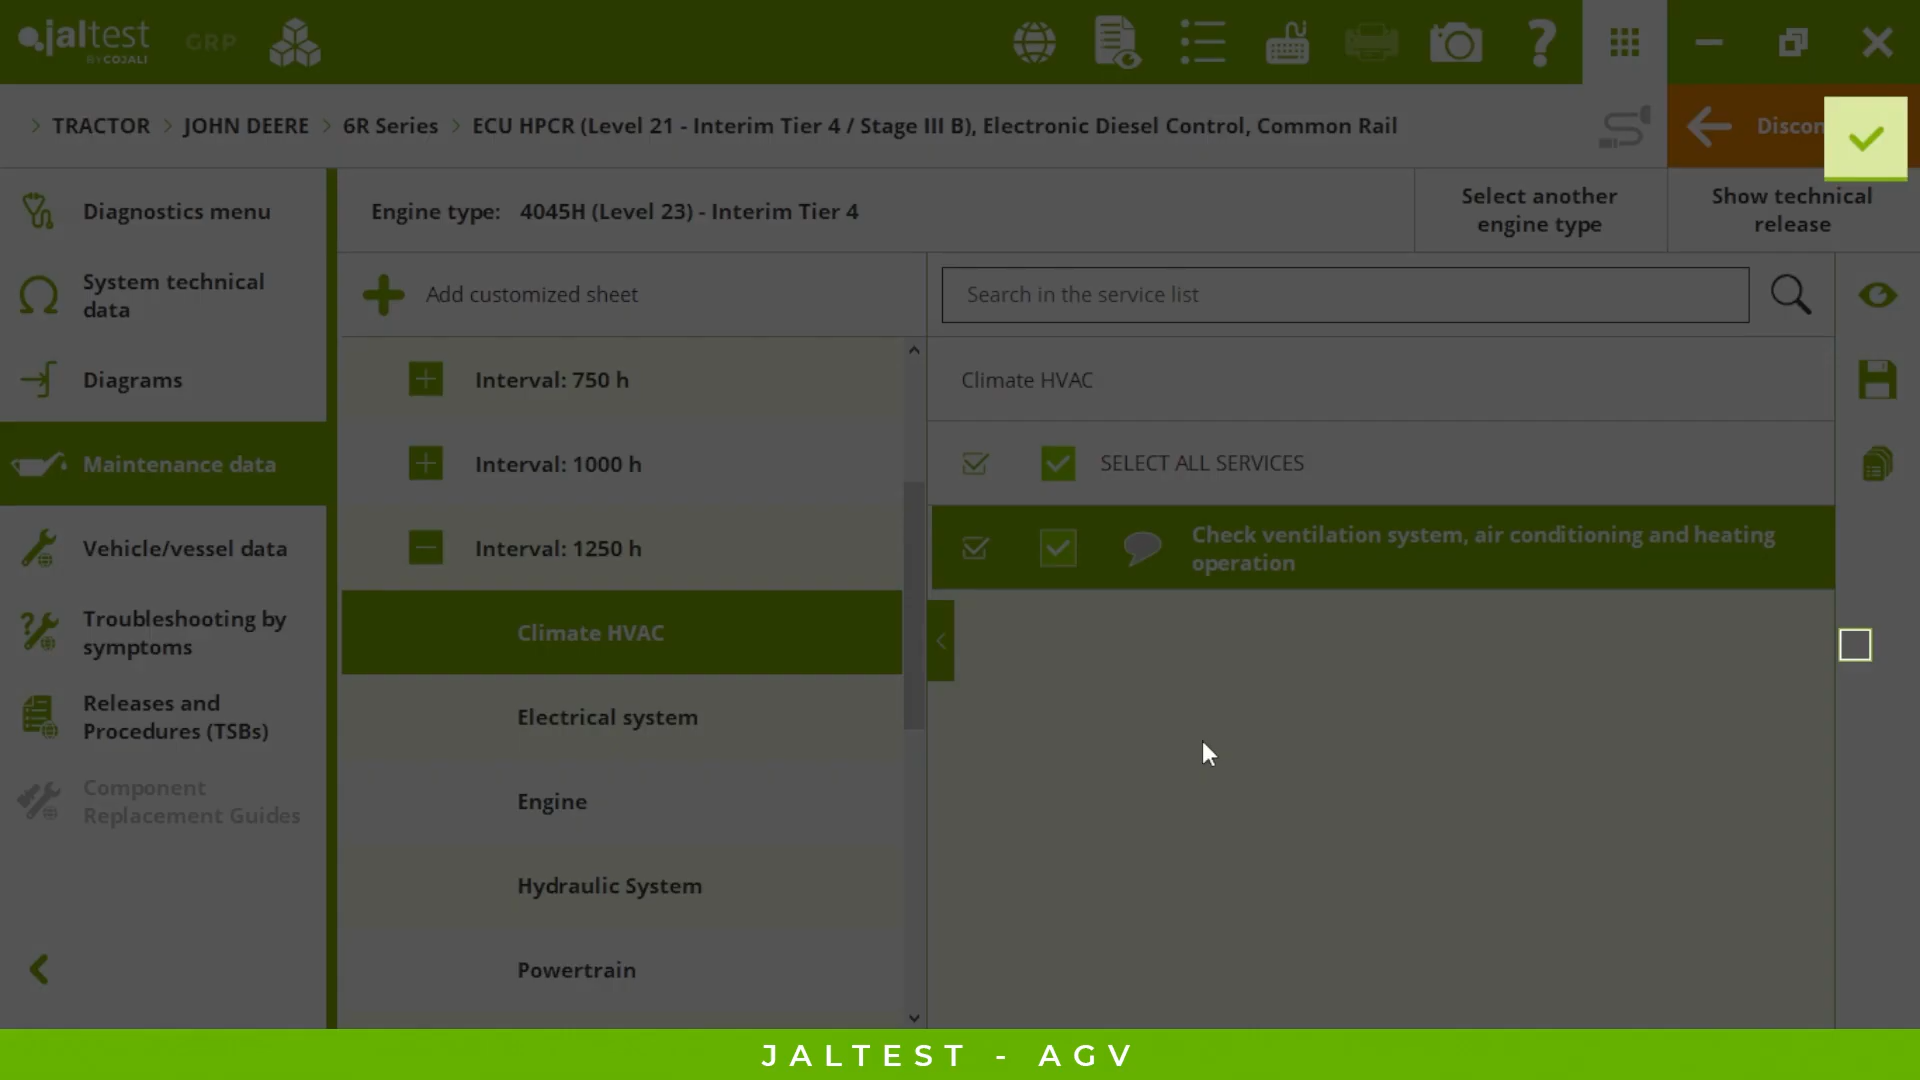 jaltest
BY COJALI
GRP
TRACTOR
JOHN DEERE
6R Series
ECU HPCR (Level 21 - Interim Tier 4 / Stage III B), Electronic Diesel Control, Common Rail
Diagnostics menu
System technical
data
Diagrams
Maintenance data
Vehicle/vessel data
Troubleshooting by
symptoms
Releases and
Procedures (TSBs)
Component
Replacement Guides
Engine type: 4045H (Level 23) - Interim Tier 4
Select another
engine type
Show technical
release
Add customized sheet
Interval: 750 h
Interval: 1000 h
Interval: 1250 h
Climate HVAC
Electrical system
Engine
Hydraulic System
Powertrain
Search in the service list
Climate HVAC
SELECT ALL SERVICES
Check ventilation system, air conditioning and heating
operation
JALTEST - AGV